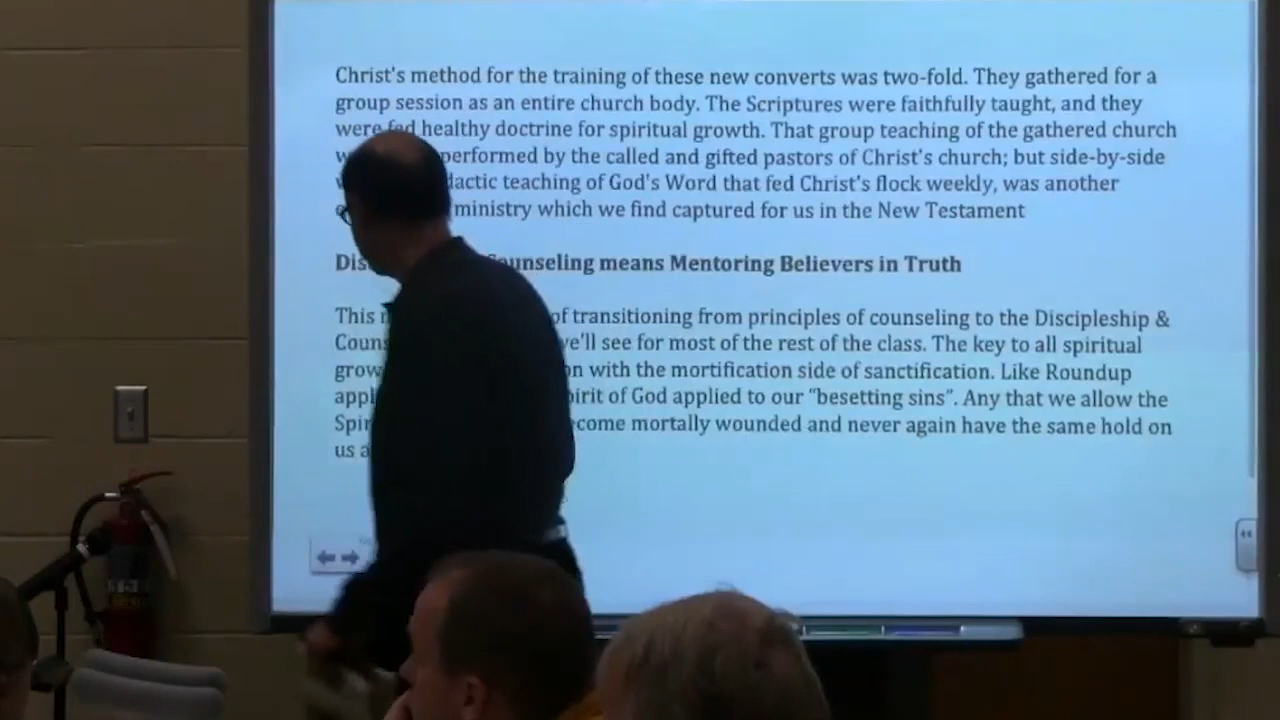 Christ's method for the training of these new converts was two-fold. They gathered for a
group session as an entire church body. The Scriptures were faithfully taught, and they
were fed healthy doctrine for spiritual growth. That group teaching of the gathered church
performed by the called and gifted pastors of Christ's church; but side-by-side
teaching of God's Word that fed Christ's flock weekly, was another
ministry which we find captured for us in the New Testament
Counseling means Mentoring Believers in Truth
This of transitioning from principles of counseling to the Discipleship &
we'll see for most of the rest of the class. The key to all spiritual
with the mortification side of sanctification. Like Roundup
of God applied to our “besetting sins”. Any that we allow the
mortally wounded and never again have the same hold on
us